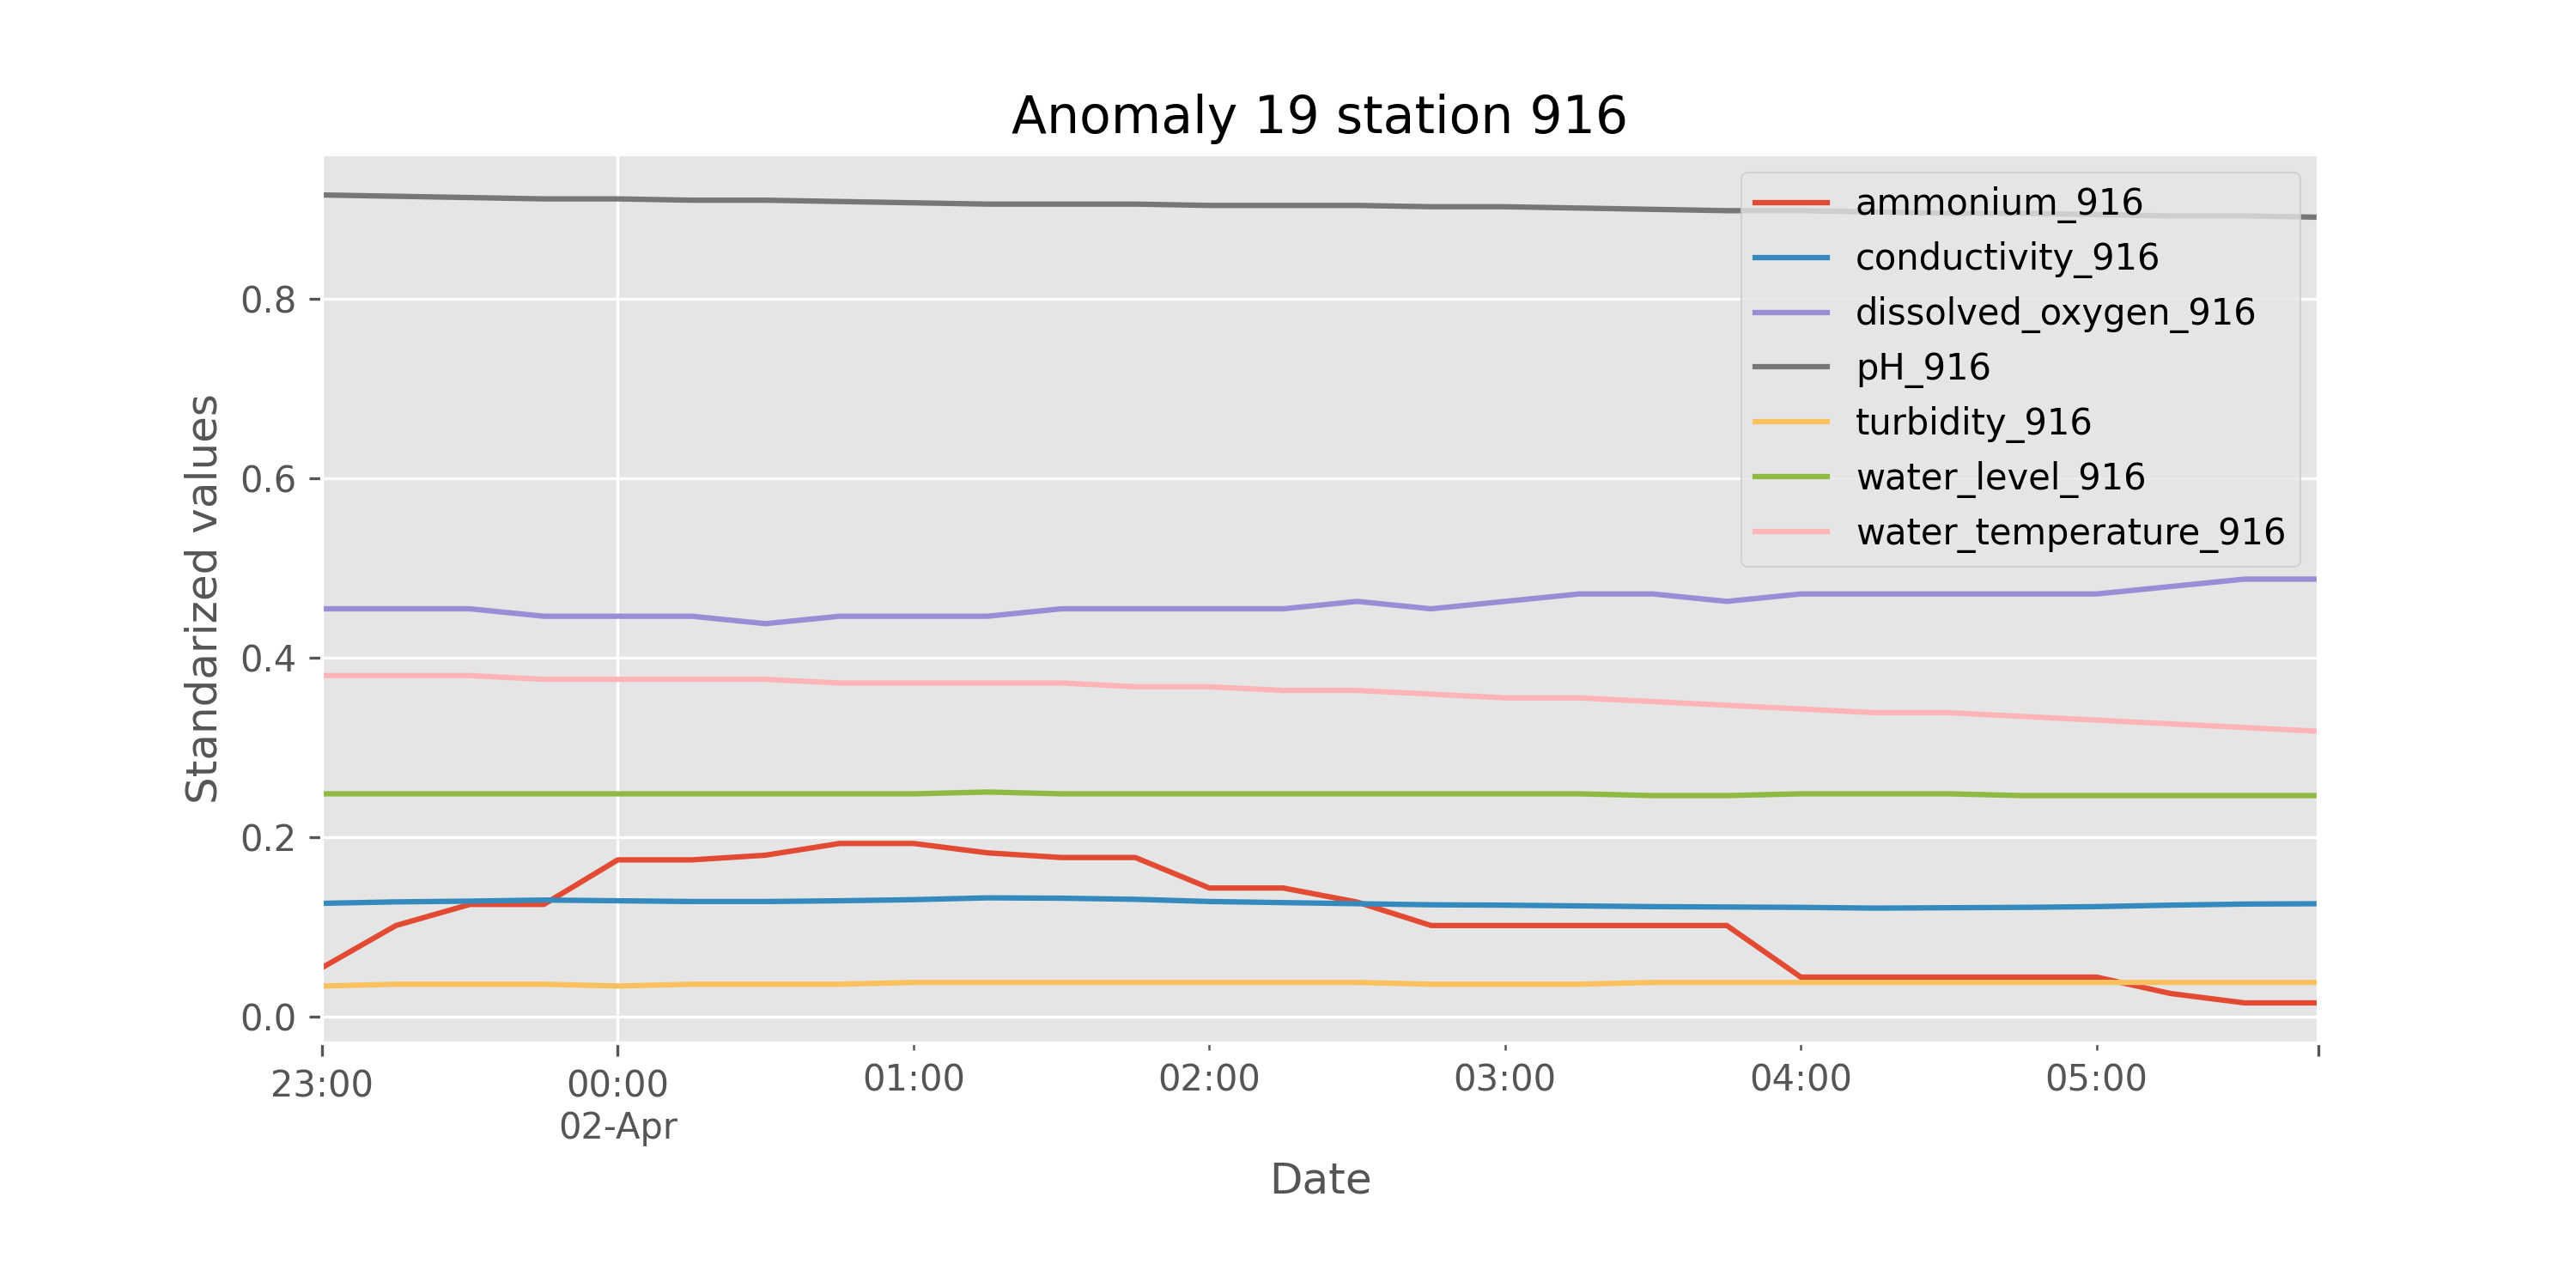 Anomaly 19 station 916
ammonium_916
conductivity_916
dissolved_oxygen_916
pH_916
turbidity_916
water_level_916
water_temperature_916
Standarized values
0.8
0.6
0.4
0.2
0.0
23:00 00:00 01:00 02:00 03:00 04:00 05:00
02-Apr
Date